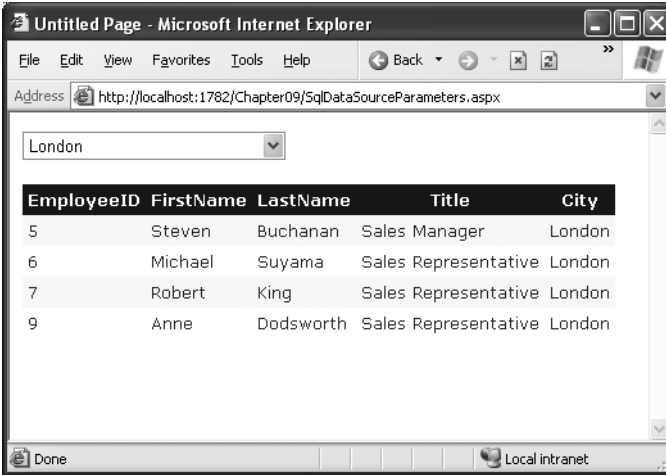 Untitled Page - Microsoft Internet Explorer
File Edit View Favorites Tools Help Back »
Address http://localhost:1782/Chapter09/SqlDataSourceParameters.aspx
London
EmployeeID FirstName LastName Title City
5 Steven Buchanan Sales Manager London
6 Michael Suyama Sales Representative London
7 Robert King Sales Representative London
9 Anne Dodsworth Sales Representative London
Done Local intranet